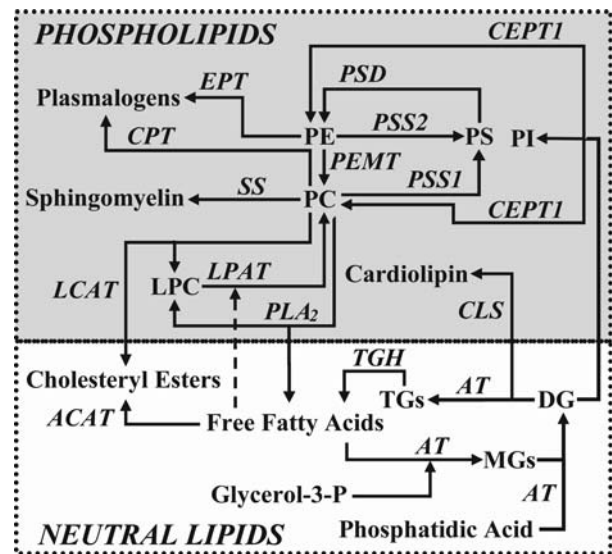 PHOSPHOLIPIDS
CEPT1
EPT
PSD
Plasmalogens
CPT
PE
PSS2
PS
PI
PEMT
PSS1
SS
Sphingomyelin
PC
CEPT1
LPAT
LPC
Cardiolipin
LCAT
PLA₂
CLS
TGH
Cholesteryl Esters
TGs
AT
DG
ACAT
Free Fatty Acids
AT
MGs
Glycerol-3-P
AT
Phosphatidic Acid
NEUTRAL LIPIDS